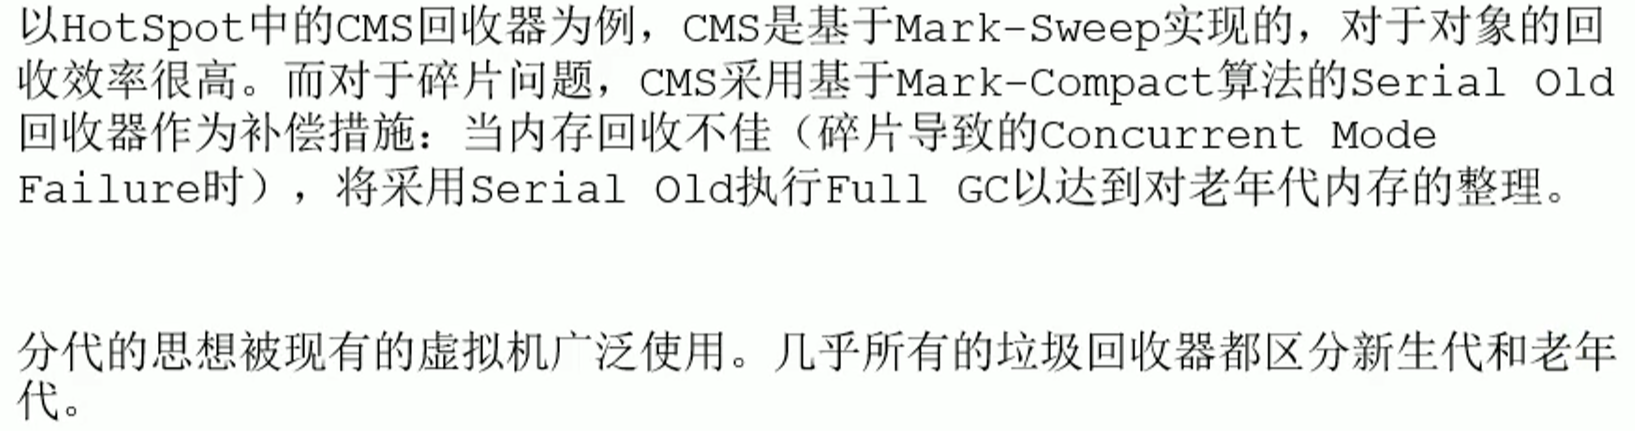 以HotSpot中的CMS回收器为例，CMS是基于Mark-Sweep实现的，对于对象的回
收效率很高。而对于碎片问题，CMS采用基于Mark-Compact算法的Serial Old
回收器作为补偿措施：当内存回收不佳（碎片导致的Concurrent Mode
Failure时），将采用Serial Old执行Full GC以达到对老年代内存的整理。
分代的思想被现有的虚拟机广泛使用。几乎所有的垃圾回收器都区分新生代和老年
代。